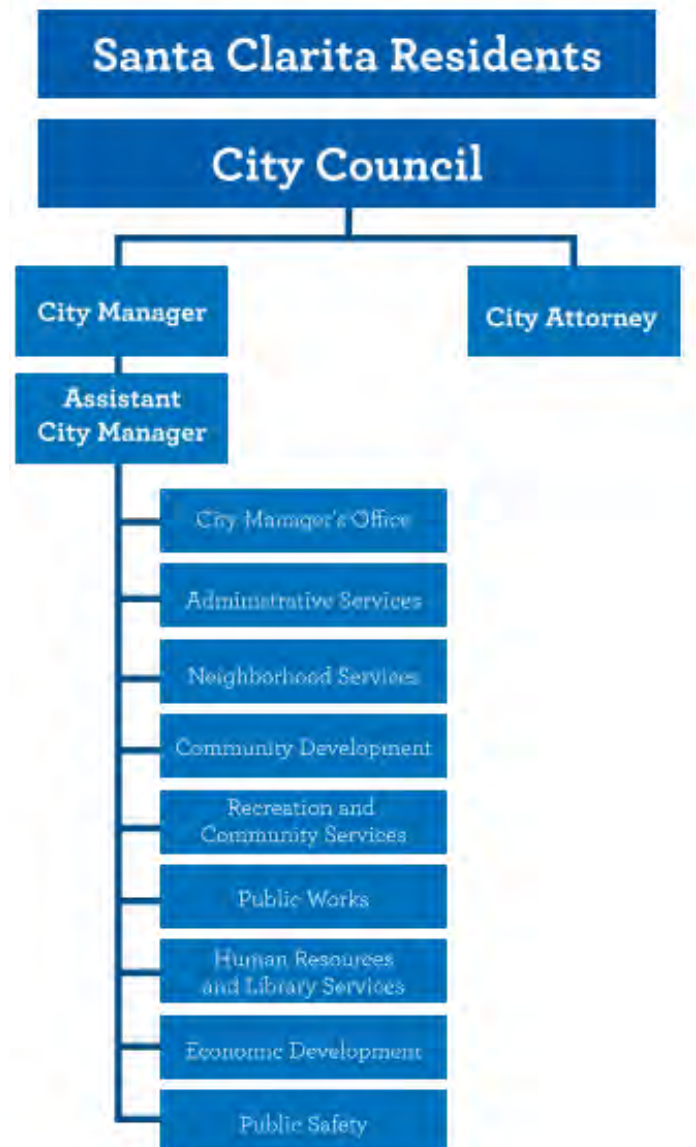 Santa Clarita Residents
City Council
City Manager
City Attorney
Assistant
City Manager
City Manager's Office
Administrative Services
Neighborhood Services
Community Development
Recreation and
Community Services
Public Works
Human Resources
and Library Services
Economic Development
Public Safety